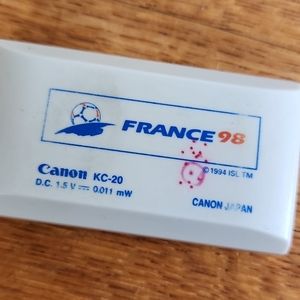 FRANCE 98
© 1994 ISL TM
Canon KC-20
D.C. 1.5 V ⎓ 0.011 mW
CANON JAPAN